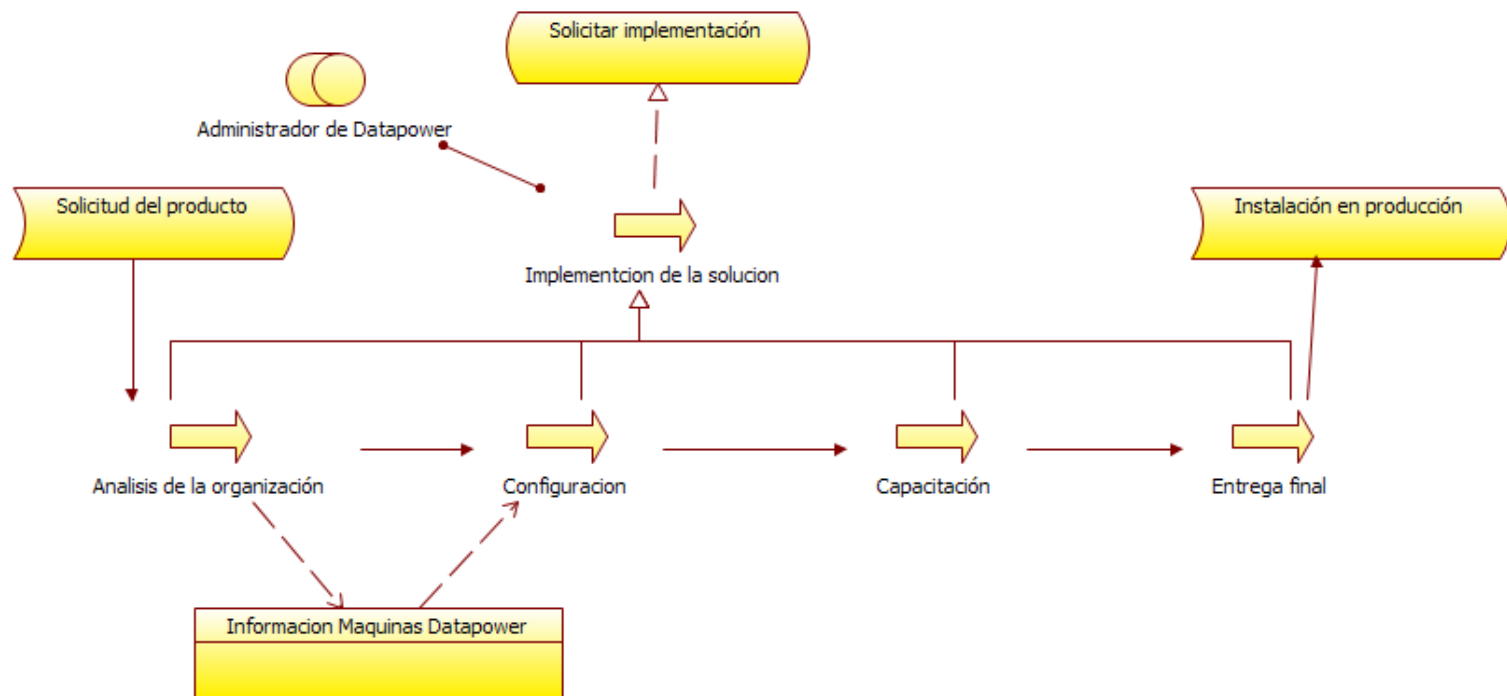 Solicitar implementación
Administrador de Datapower
Solicitud del producto
Instalación en producción
Implementcion de la solucion
Analisis de la organización
Configuracion
Capacitación
Entrega final
Informacion Maquinas Datapower